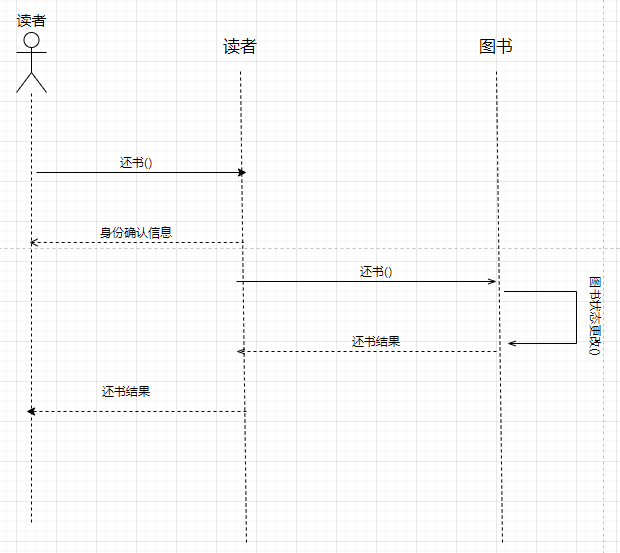 读者
读者
图书
还书()
身份确认信息
还书()
图书状态更改()
还书结果
还书结果